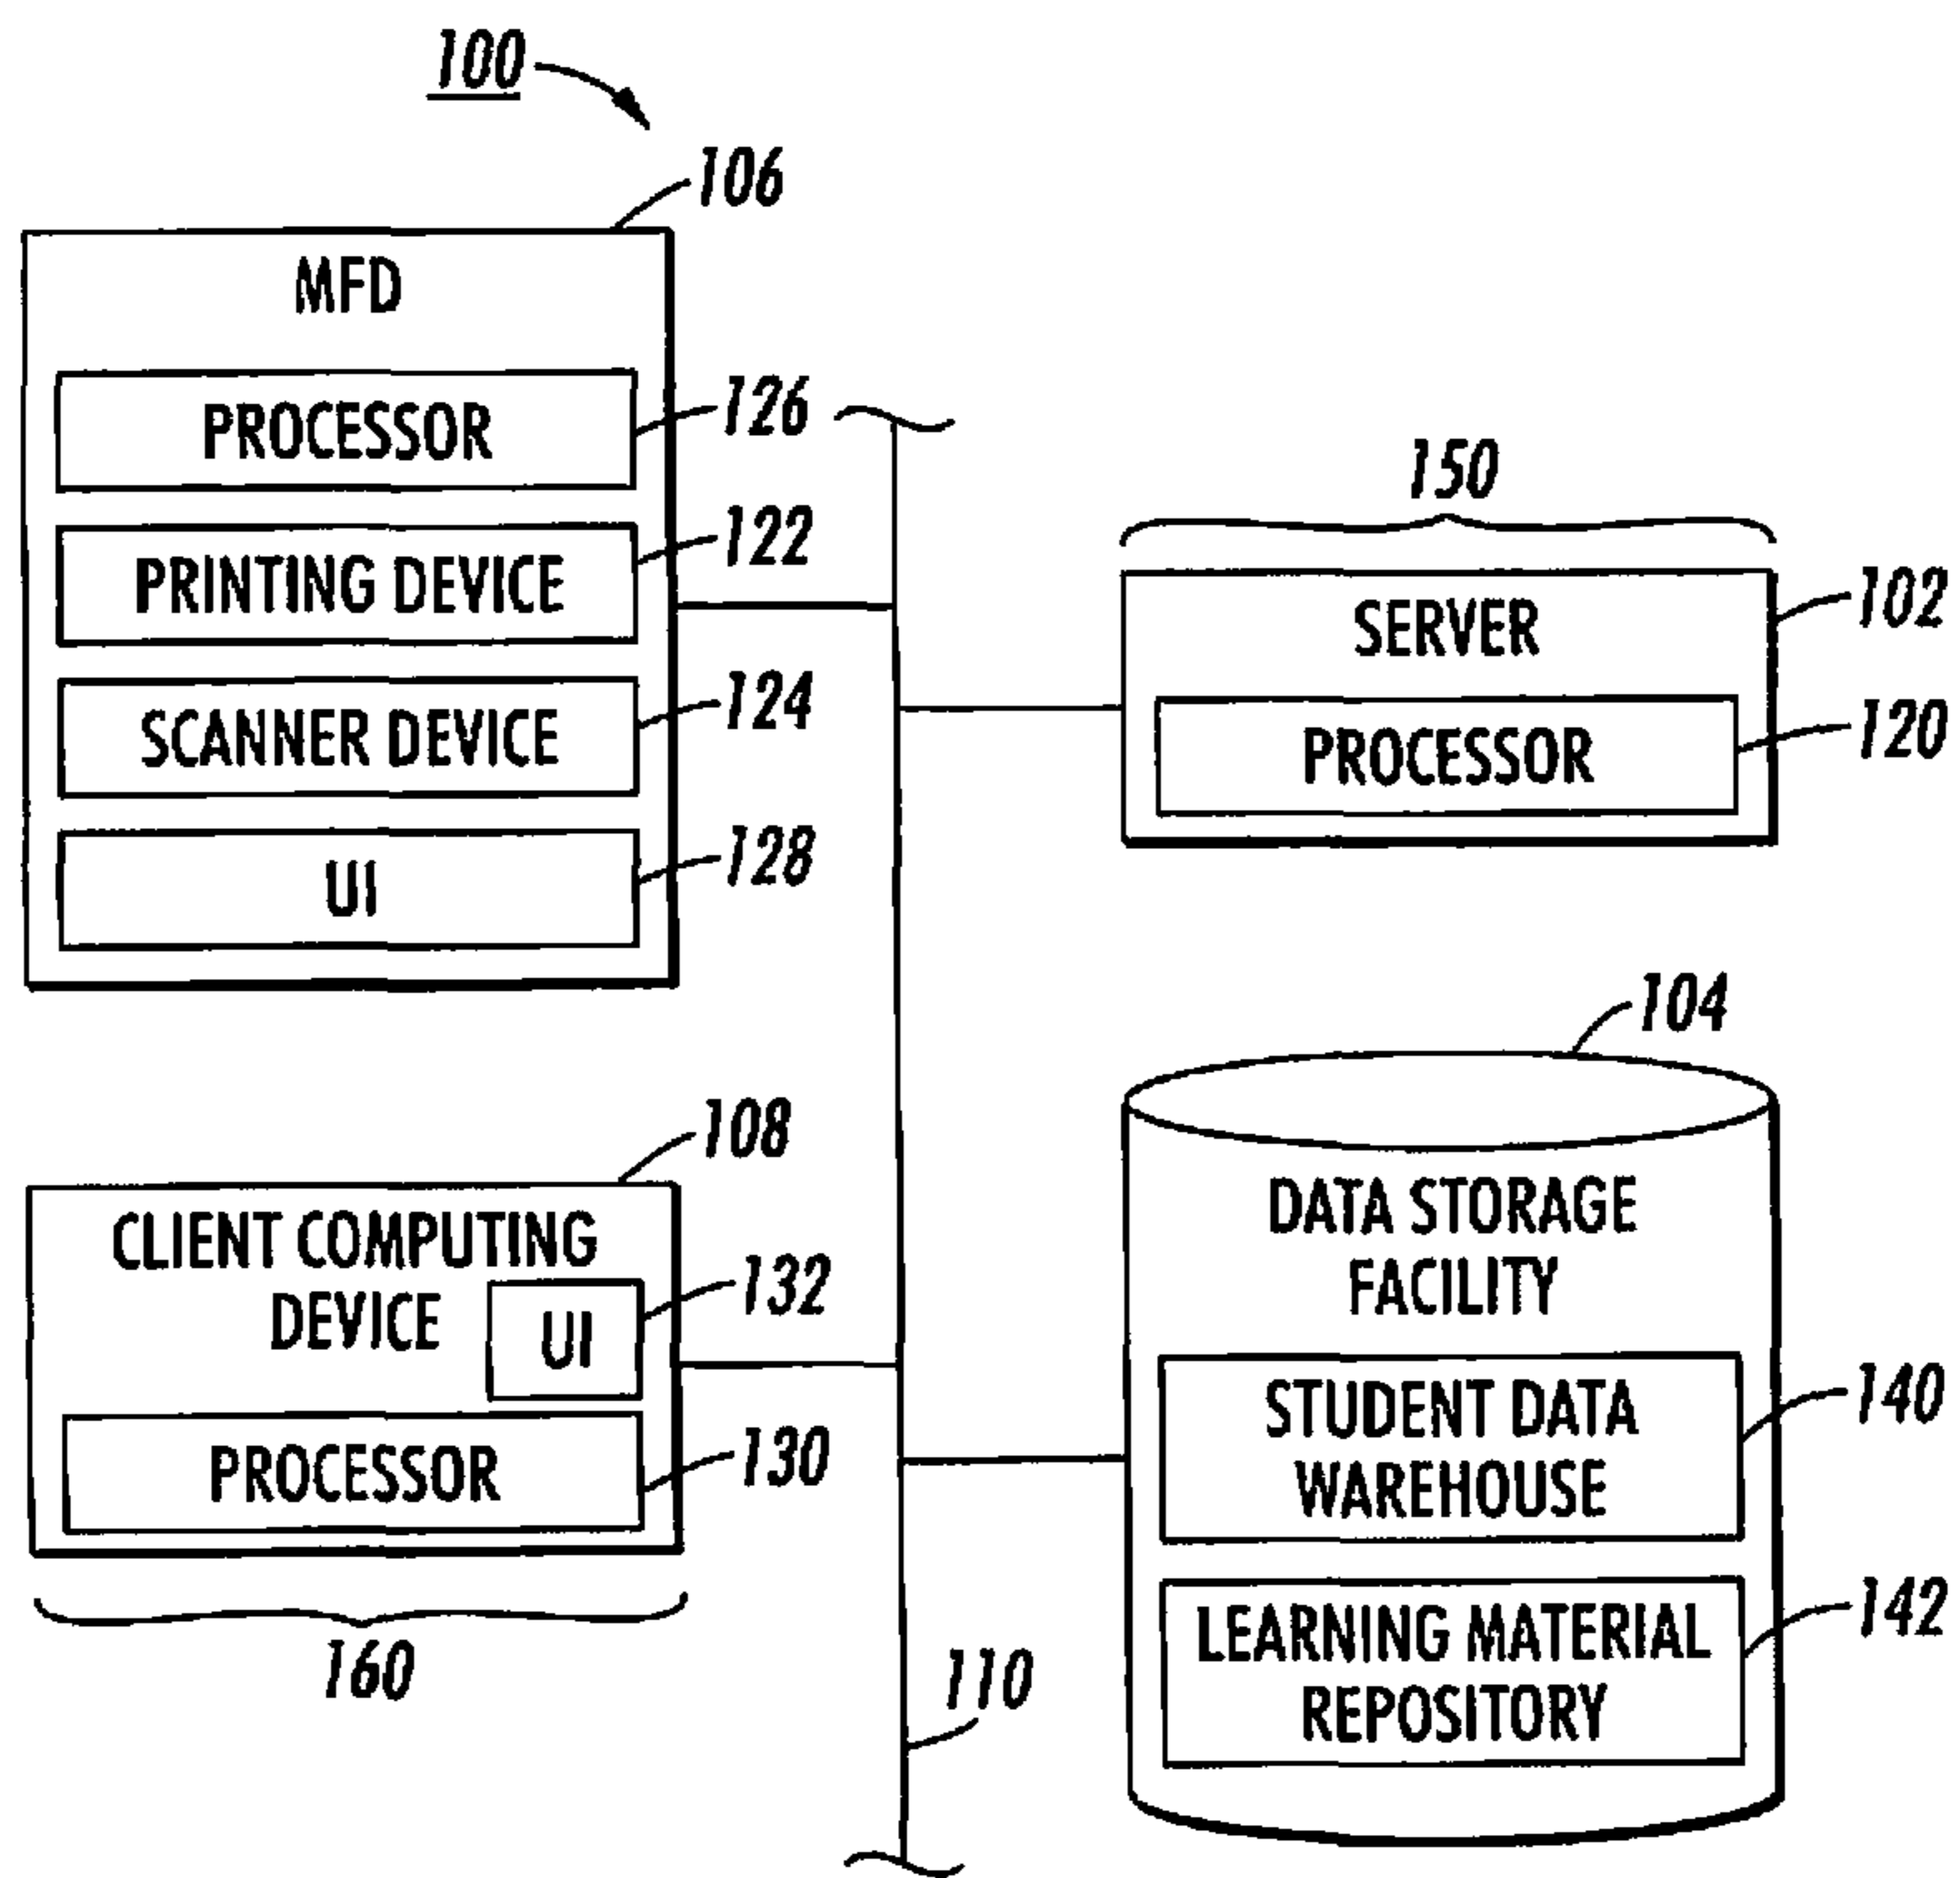 100
106
MFD
PROCESSOR
126
PRINTING DEVICE
122
SCANNER DEVICE
124
UI
128
150
SERVER
102
PROCESSOR
120
108
CLIENT COMPUTING
DEVICE
UI
132
PROCESSOR
130
160
104
DATA STORAGE
FACILITY
STUDENT DATA
WAREHOUSE
140
LEARNING MATERIAL
REPOSITORY
142
110